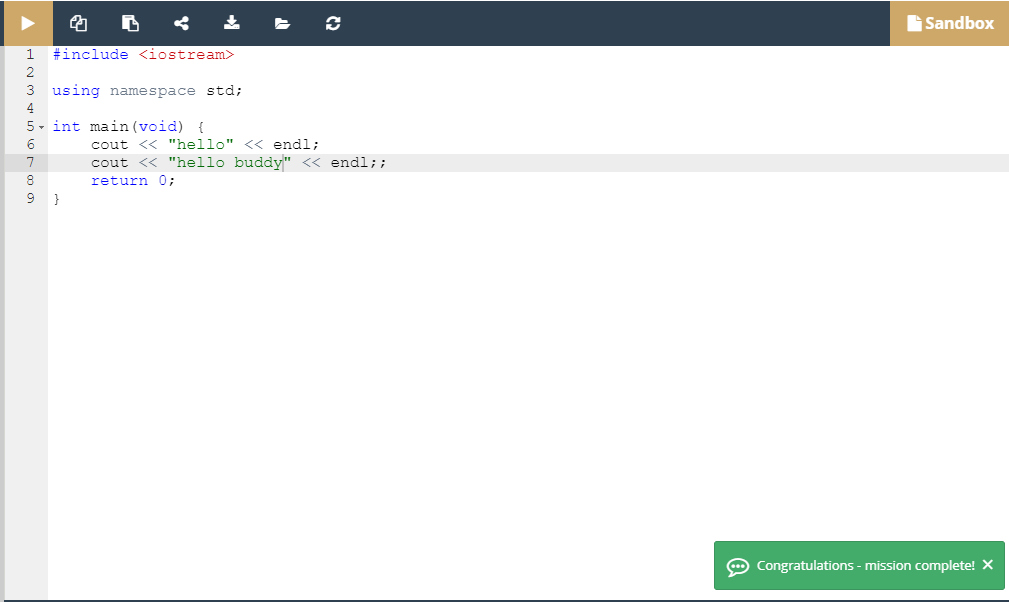 Sandbox
1 #include <iostream>
2
3 using namespace std;
4
5 int main(void) {
6     cout << "hello" << endl;
7     cout << "hello buddy" << endl;;
8     return 0;
9 }
Congratulations - mission complete!